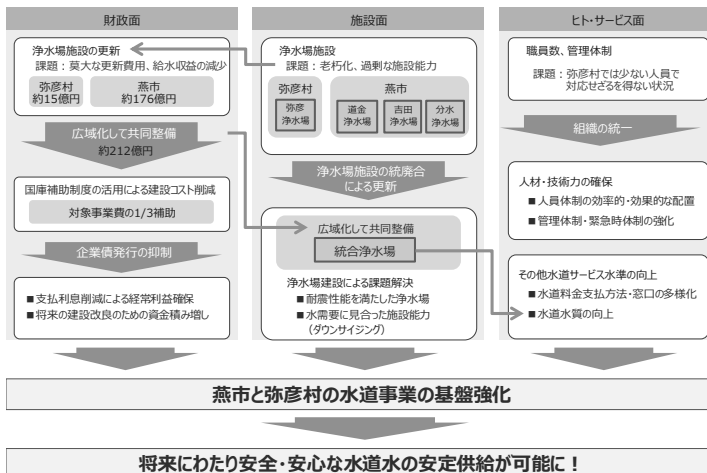 財政面
浄水場施設の更新
課題：莫大な更新費用、給水収益の減少
弥彦村
約15億円
燕市
約176億円
広域化して共同整備
約212億円
国庫補助制度の活用による建設コスト削減
対象事業費の1/3補助
企業債発行の抑制
■支払利息削減による経常利益確保
■将来の建設改良のための資金積み増し
施設面
浄水場施設
課題：老朽化、過剰な施設能力
弥彦村
弥彦
浄水場
燕市
道金
浄水場
吉田
浄水場
分水
浄水場
浄水場施設の統廃合
による更新
広域化して共同整備
統合浄水場
浄水場建設による課題解決
■耐震性能を満たした浄水場
■水需要に見合った施設能力
（ダウンサイジング）
ヒト・サービス面
職員数、管理体制
課題：弥彦村では少ない人員で
対応せざるを得ない状況
組織の統一
人材・技術力の確保
■人員体制の効率的・効果的な配置
■管理体制・緊急時体制の強化
その他水道サービス水準の向上
■水道料金支払方法・窓口の多様化
■水道水質の向上
燕市と弥彦村の水道事業の基盤強化
将来にわたり安全・安心な水道水の安定供給が可能に！